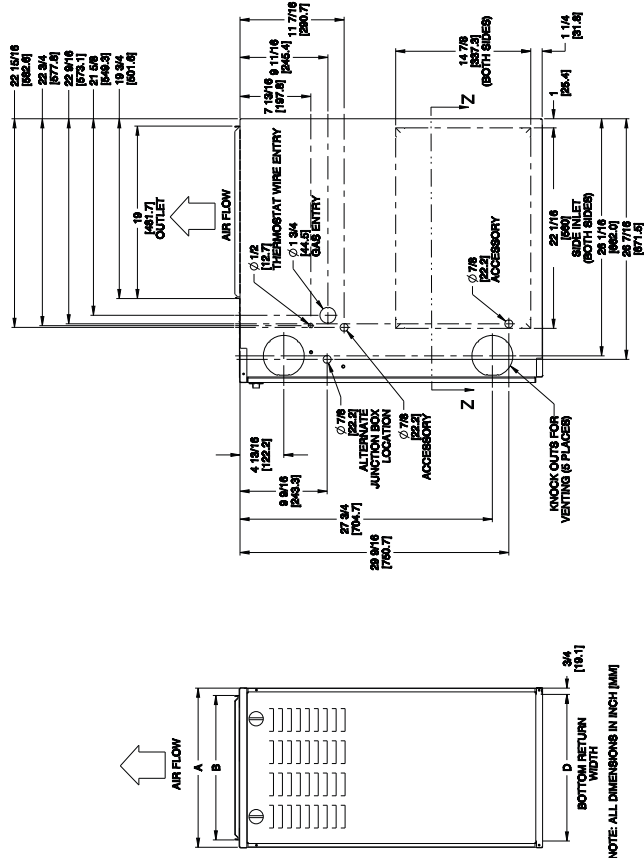 22 15/16
[582.6]
22 3/4
[577.8]
22 9/16
[573.1]
21 5/8
[549.3]
19 3/4
[501.6]
19
[481.7]
OUTLET
AIR FLOW
11 7/16
[290.7]
9 11/16
[245.4]
7 13/16
[197.8]
Ø 1/2
[12.7]
THERMOSTAT WIRE ENTRY
Ø 1 3/4
[44.5]
GAS ENTRY
14 7/8
[337.3]
(BOTH SIDES)
1 1/4
[31.8]
1
[25.4]
Z
Ø 7/8
[22.2]
ACCESSORY
22 1/16
[560]
SIDE INLET
(BOTH SIDES)
26 1/16
[662.0]
26 7/16
[671.5]
4 13/16
[122.2]
9 9/16
[243.3]
Ø 7/8
[22.2]
ALTERNATE
JUNCTION BOX
LOCATION
Ø 7/8
[22.2]
ACCESSORY
Z
27 3/4
[704.7]
29 9/16
[750.7]
KNOCK OUTS FOR
VENTING (5 PLACES)
AIR FLOW
A
B
D
BOTTOM RETURN
WIDTH
3/4
[19.1]
NOTE: ALL DIMENSIONS IN INCH [MM]